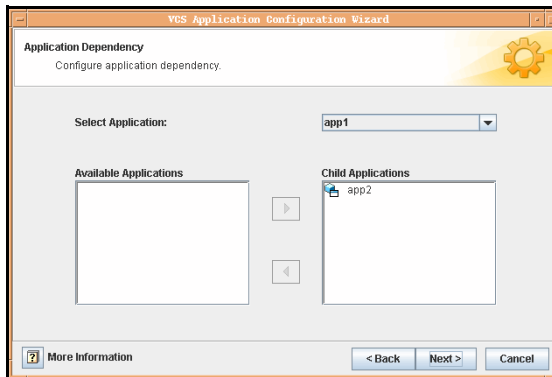 VCS Application Configuration Wizard
Application Dependency
Configure application dependency.
Select Application:
app1
Available Applications
Child Applications
app2
More Information
< Back
Next >
Cancel